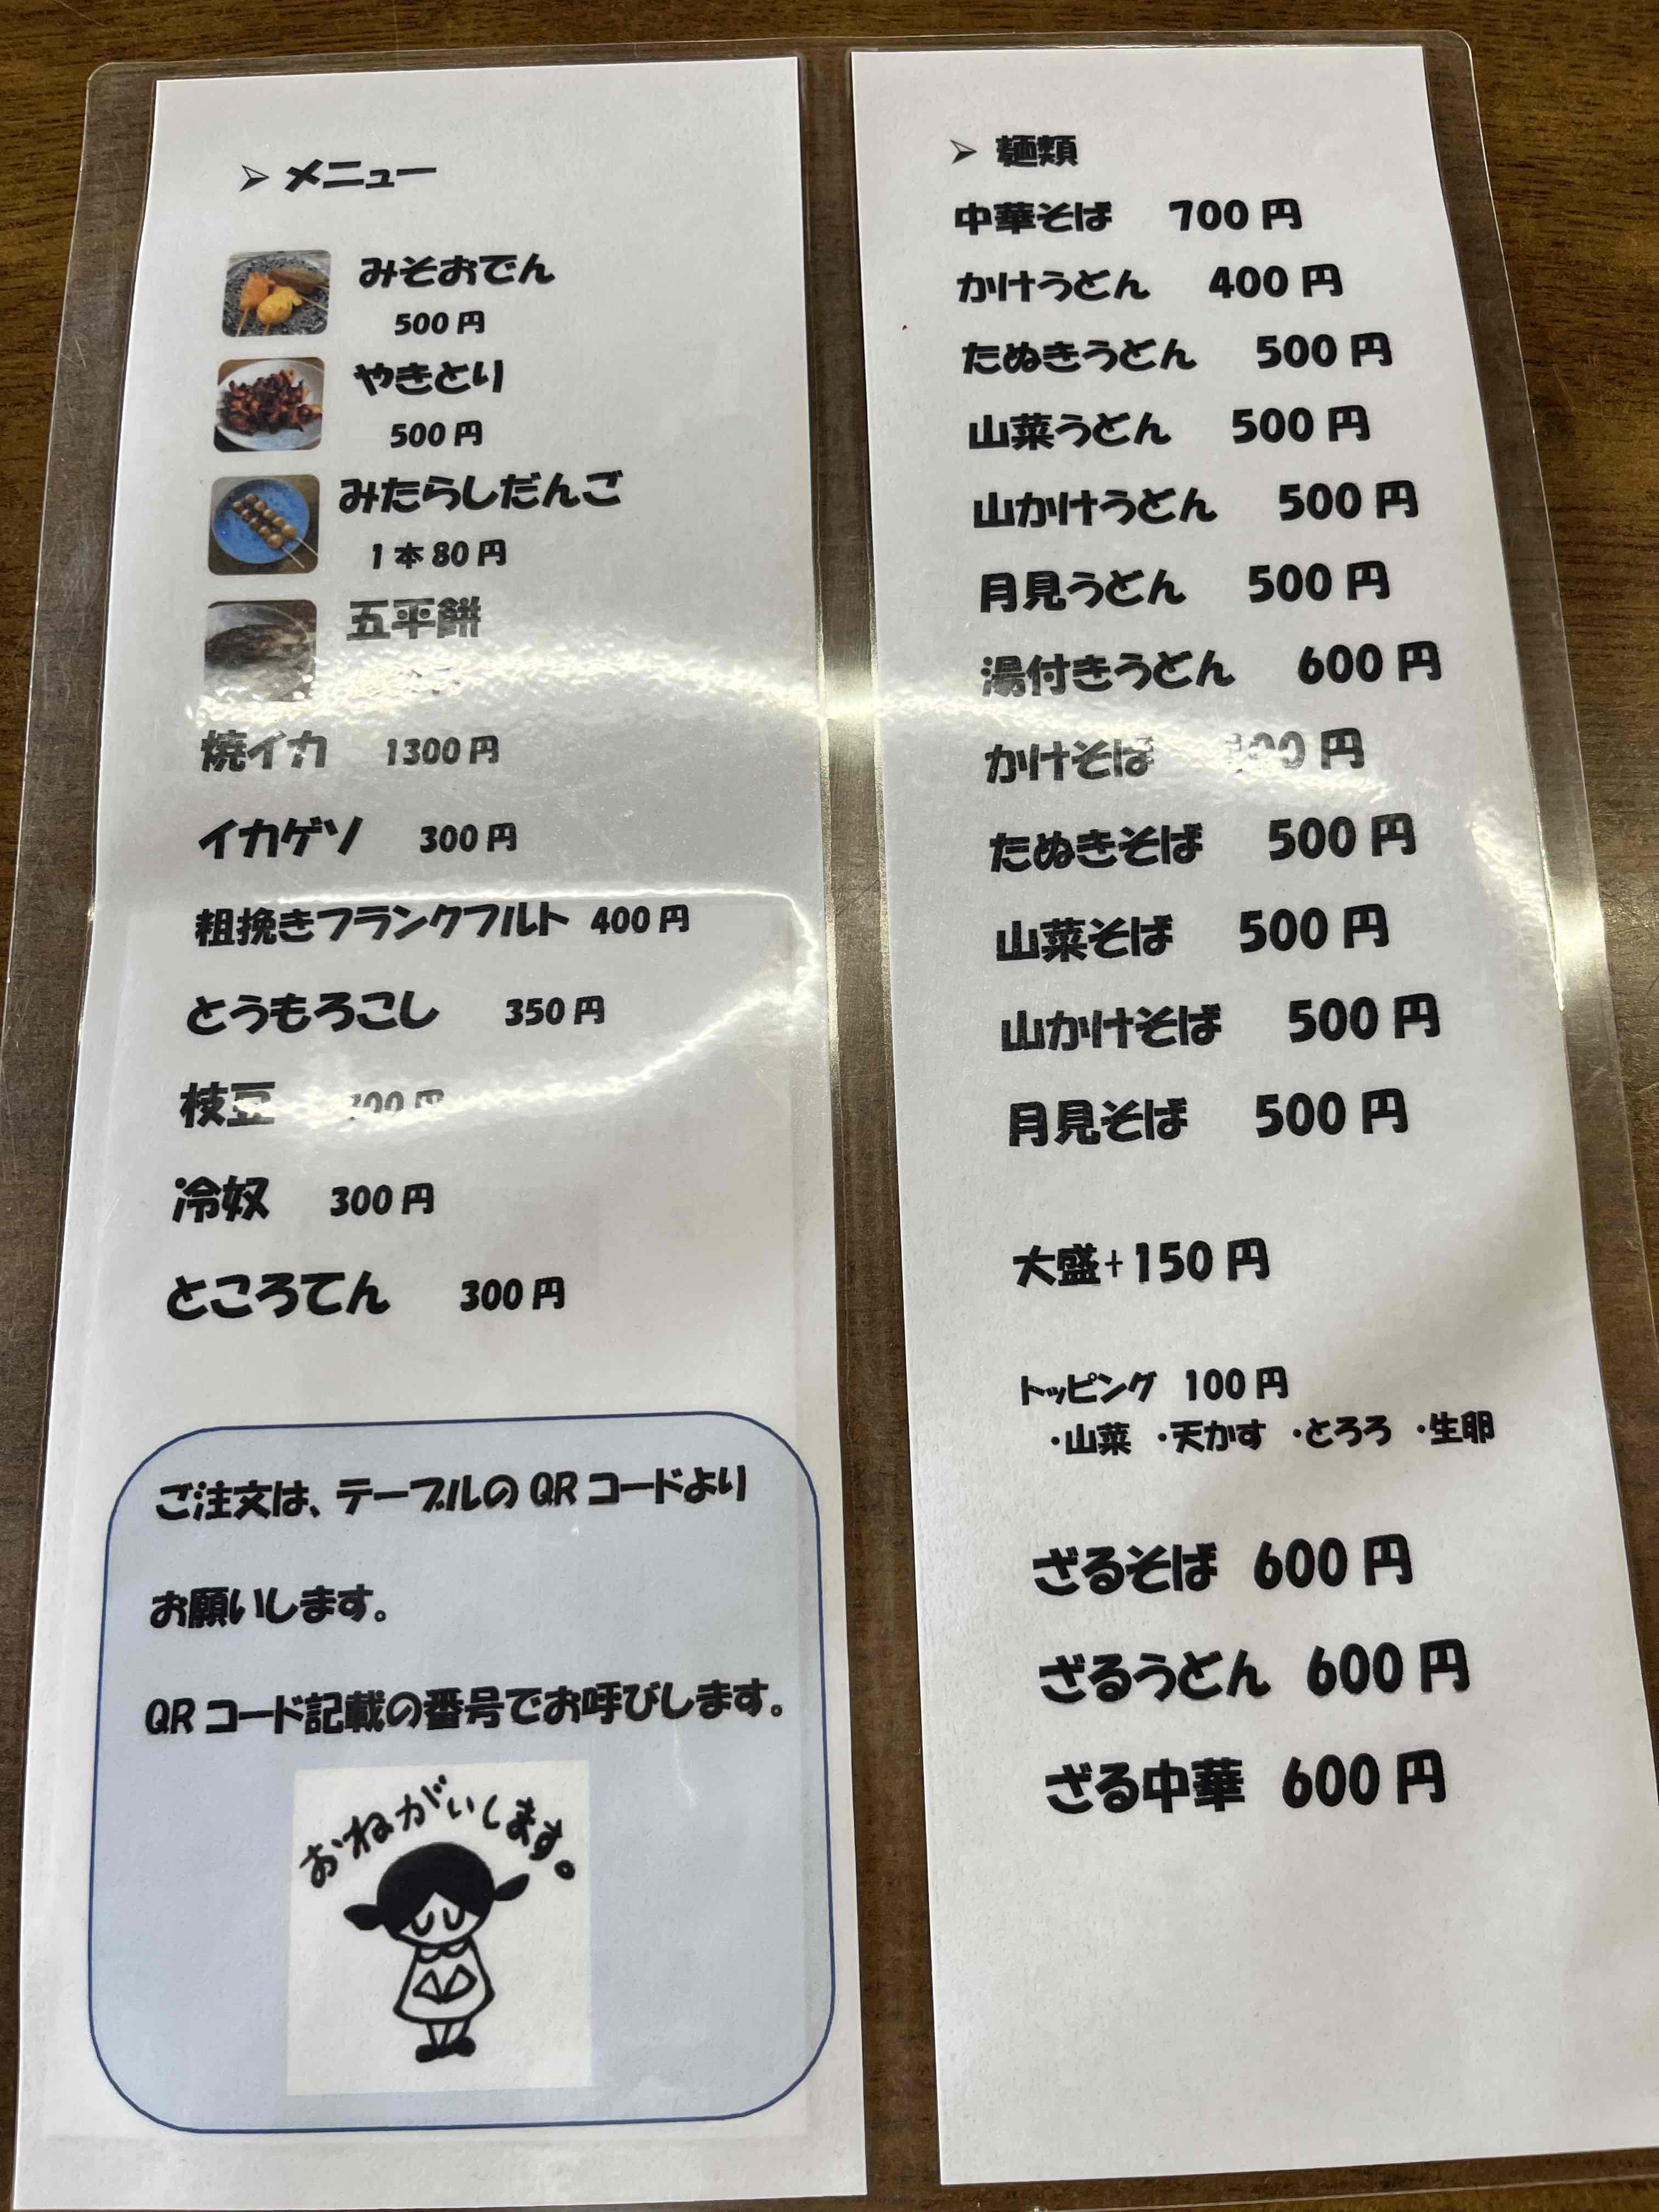 ➢ メニュー
みそおでん
500円
やきとり
500円
みたらしだんご
1本80円
五平餅
焼イカ 1300円
イカゲソ 300円
粗挽きフランクフルト 400円
とうもろこし 350円
枝豆
冷奴 300円
ところてん 300円
ご注文は、テーブルのQRコードより
お願いします。
QRコード記載の番号でお呼びします。
おねがいします。
➢ 麺類
中華そば 700円
かけうどん 400円
たぬきうどん 500円
山菜うどん 500円
山かけうどん 500円
月見うどん 500円
湯付きうどん 600円
かけそば
たぬきそば 500円
山菜そば 500円
山かけそば 500円
月見そば 500円
大盛+150円
トッピング 100円
・山菜 ・天かす ・とろろ ・生卵
ざるそば 600円
ざるうどん 600円
ざる中華 600円